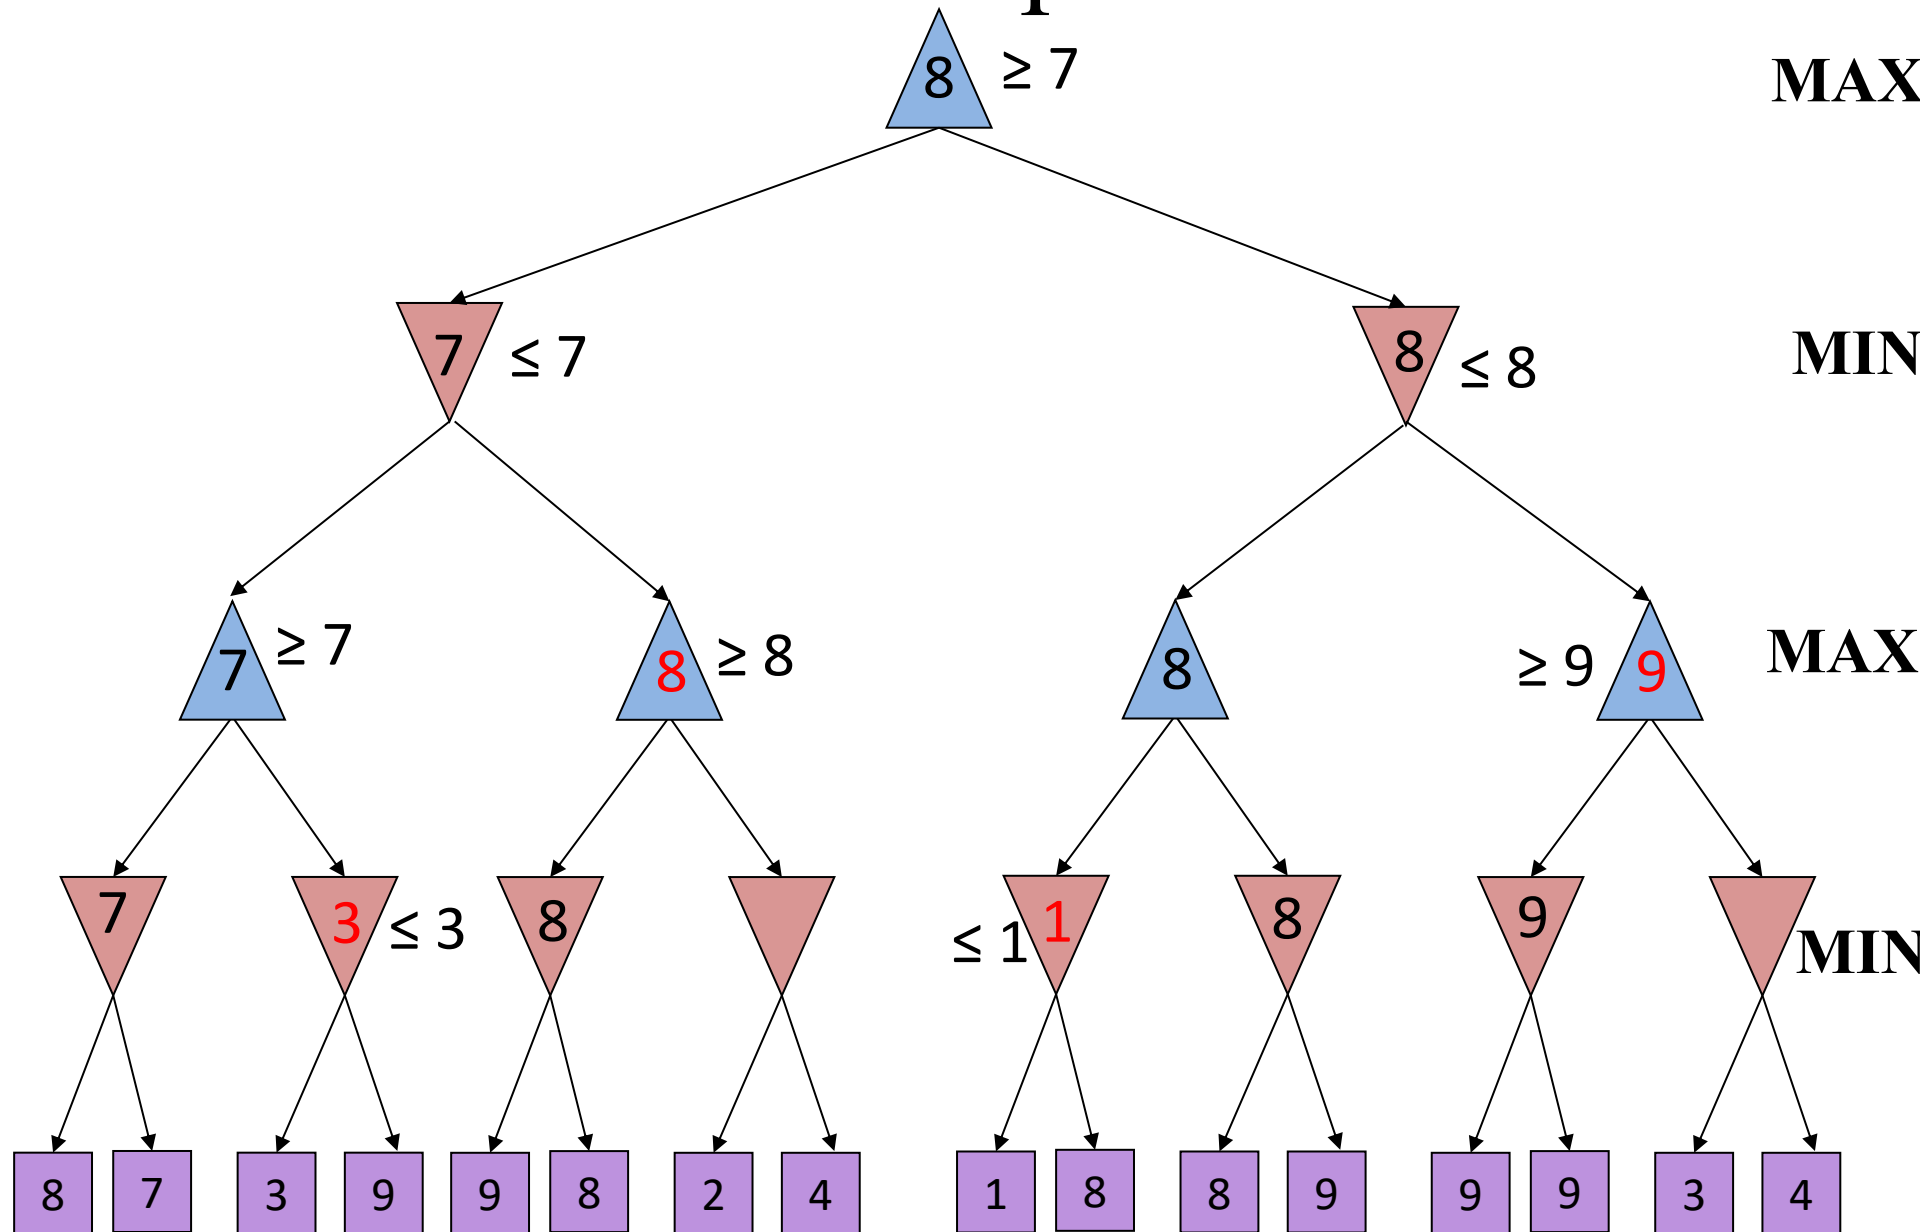 8 ≥ 7 MAX
7 ≤ 7 8 ≤ 8 MIN
7 ≥ 7 8 ≥ 8 8 ≥ 9 9 MAX
7 3 ≤ 3 8 ≤ 1 1 8 9 MIN
8 7 3 9 9 8 2 4 1 8 8 9 9 9 3 4